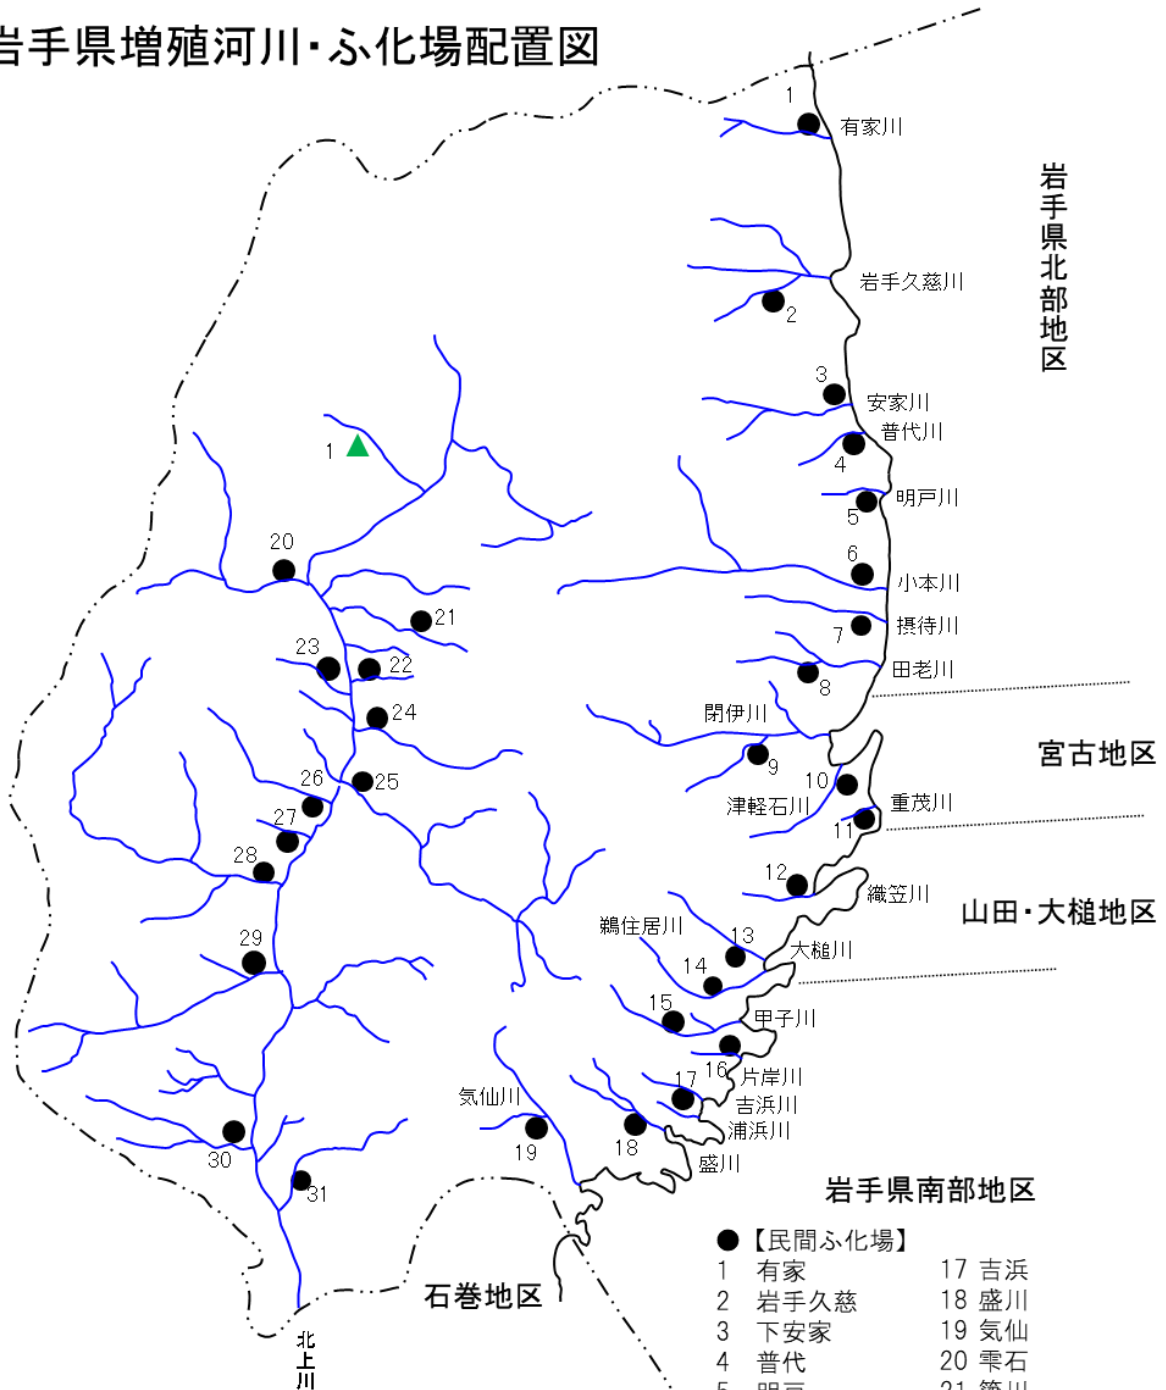 岩手県増殖河川・ふ化場配置図
1
有家川
岩手県北部地区
岩手久慈川
2
3
安家川
普代川
4
1
明戸川
5
20
6
小本川
21
摂待川
7
23
22
田老川
8
24
閉伊川
宮古地区
9
26
25
10
津軽石川
重茂川
27
11
28
12
織笠川
山田・大槌地区
鵜住居川
29
13
大槌川
14
15
甲子川
16
片岸川
17
気仙川
吉浜川
浦浜川
30
19
18
盛川
31
岩手県南部地区
●【民間ふ化場】
石巻地区
1 有家 17 吉浜
2 岩手久慈 18 盛川
3 下安家 19 気仙
4 普代 20 雫石
北上川